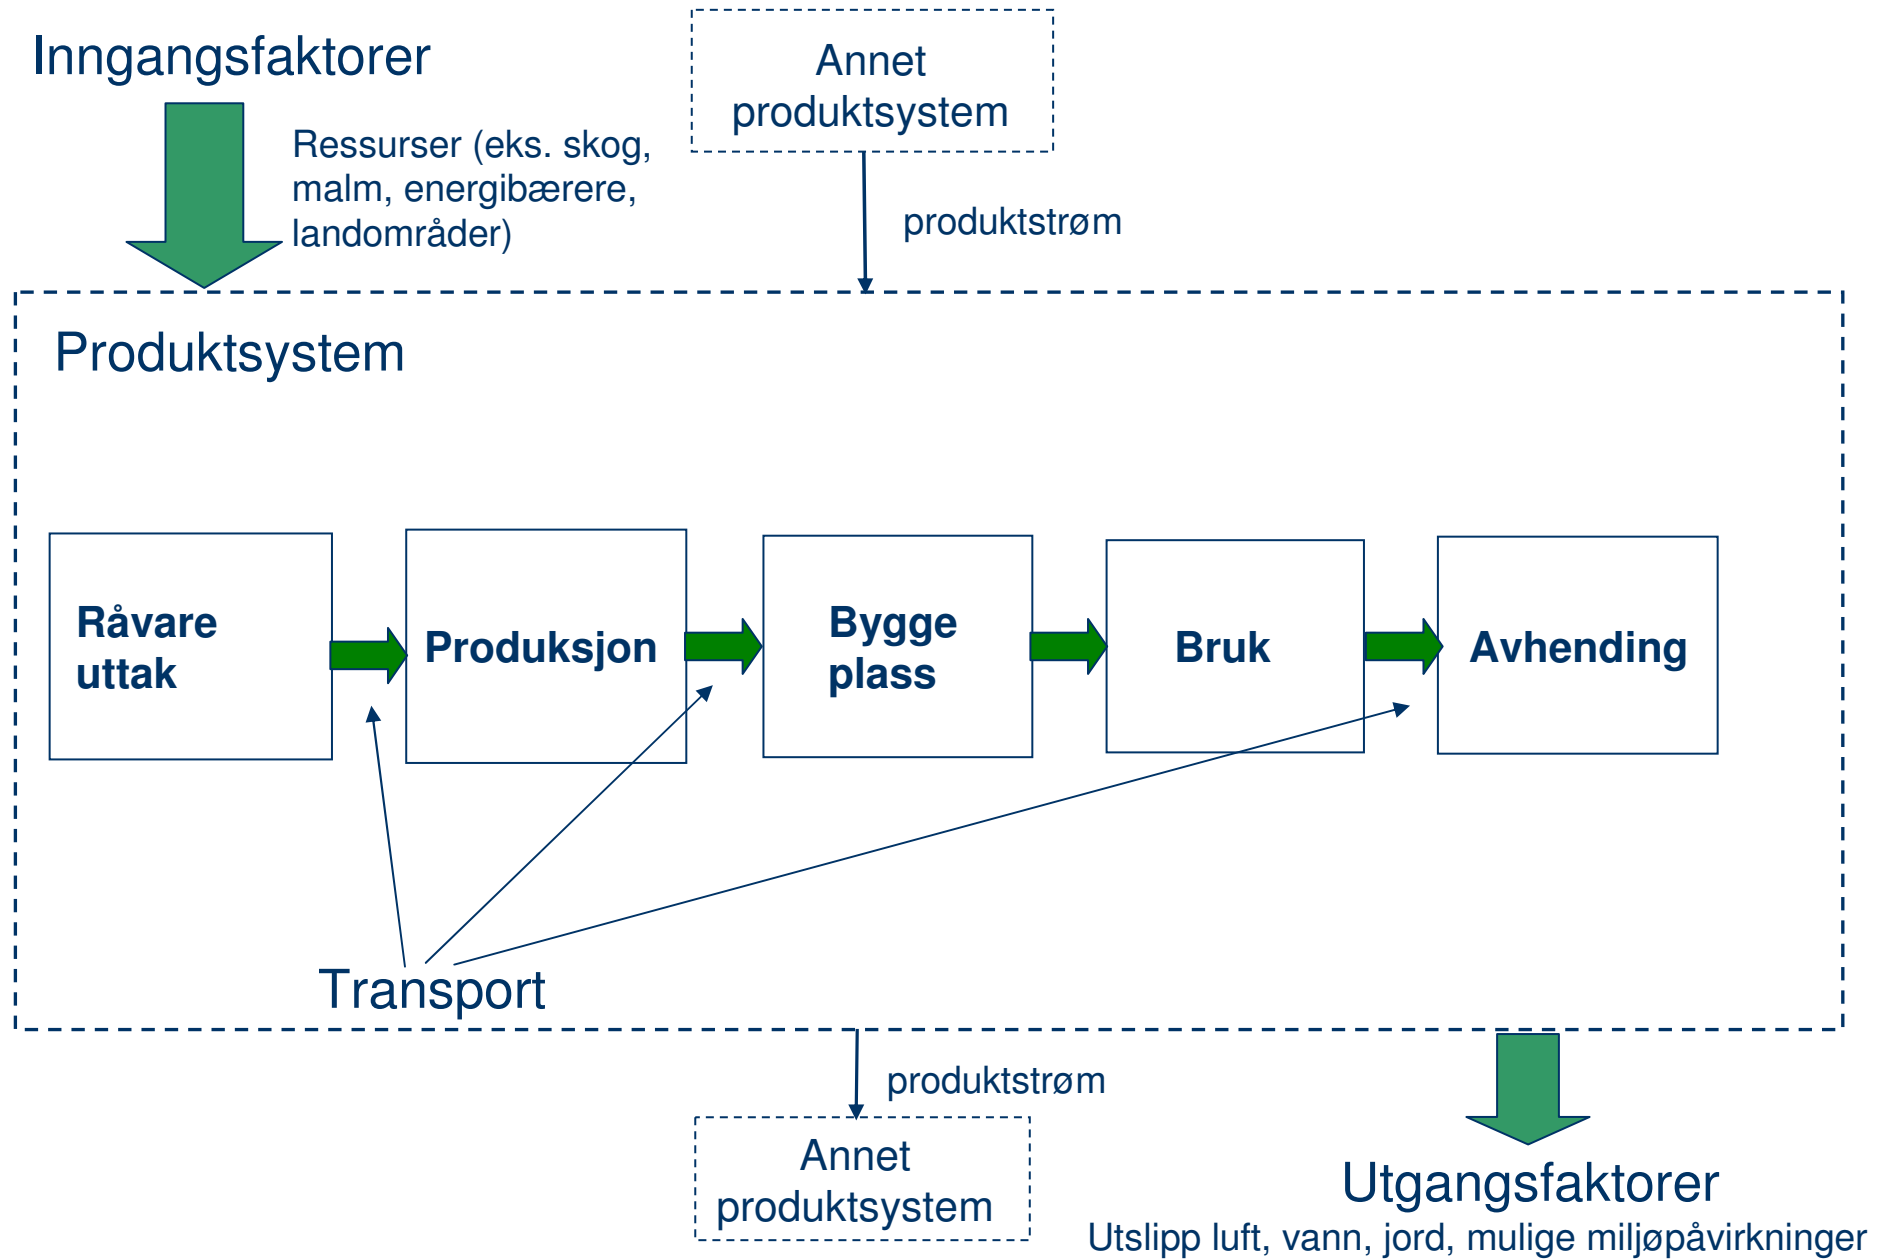 Inngangsfaktorer
Ressurser (eks. skog,
malm, energibærere,
landområder)
Annet
produktsystem
produktstrøm
Produktsystem
Råvare
uttak
Produksjon
Bygge
plass
Bruk
Avhending
Transport
produktstrøm
Annet
produktsystem
Utgangsfaktorer
Utslipp luft, vann, jord, mulige miljøpåvirkninger